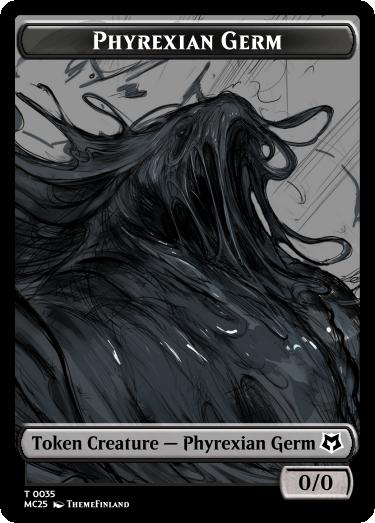 Phyrexian Germ
Token Creature — Phyrexian Germ
0/0
T 0035
MC25 ThemeFinland